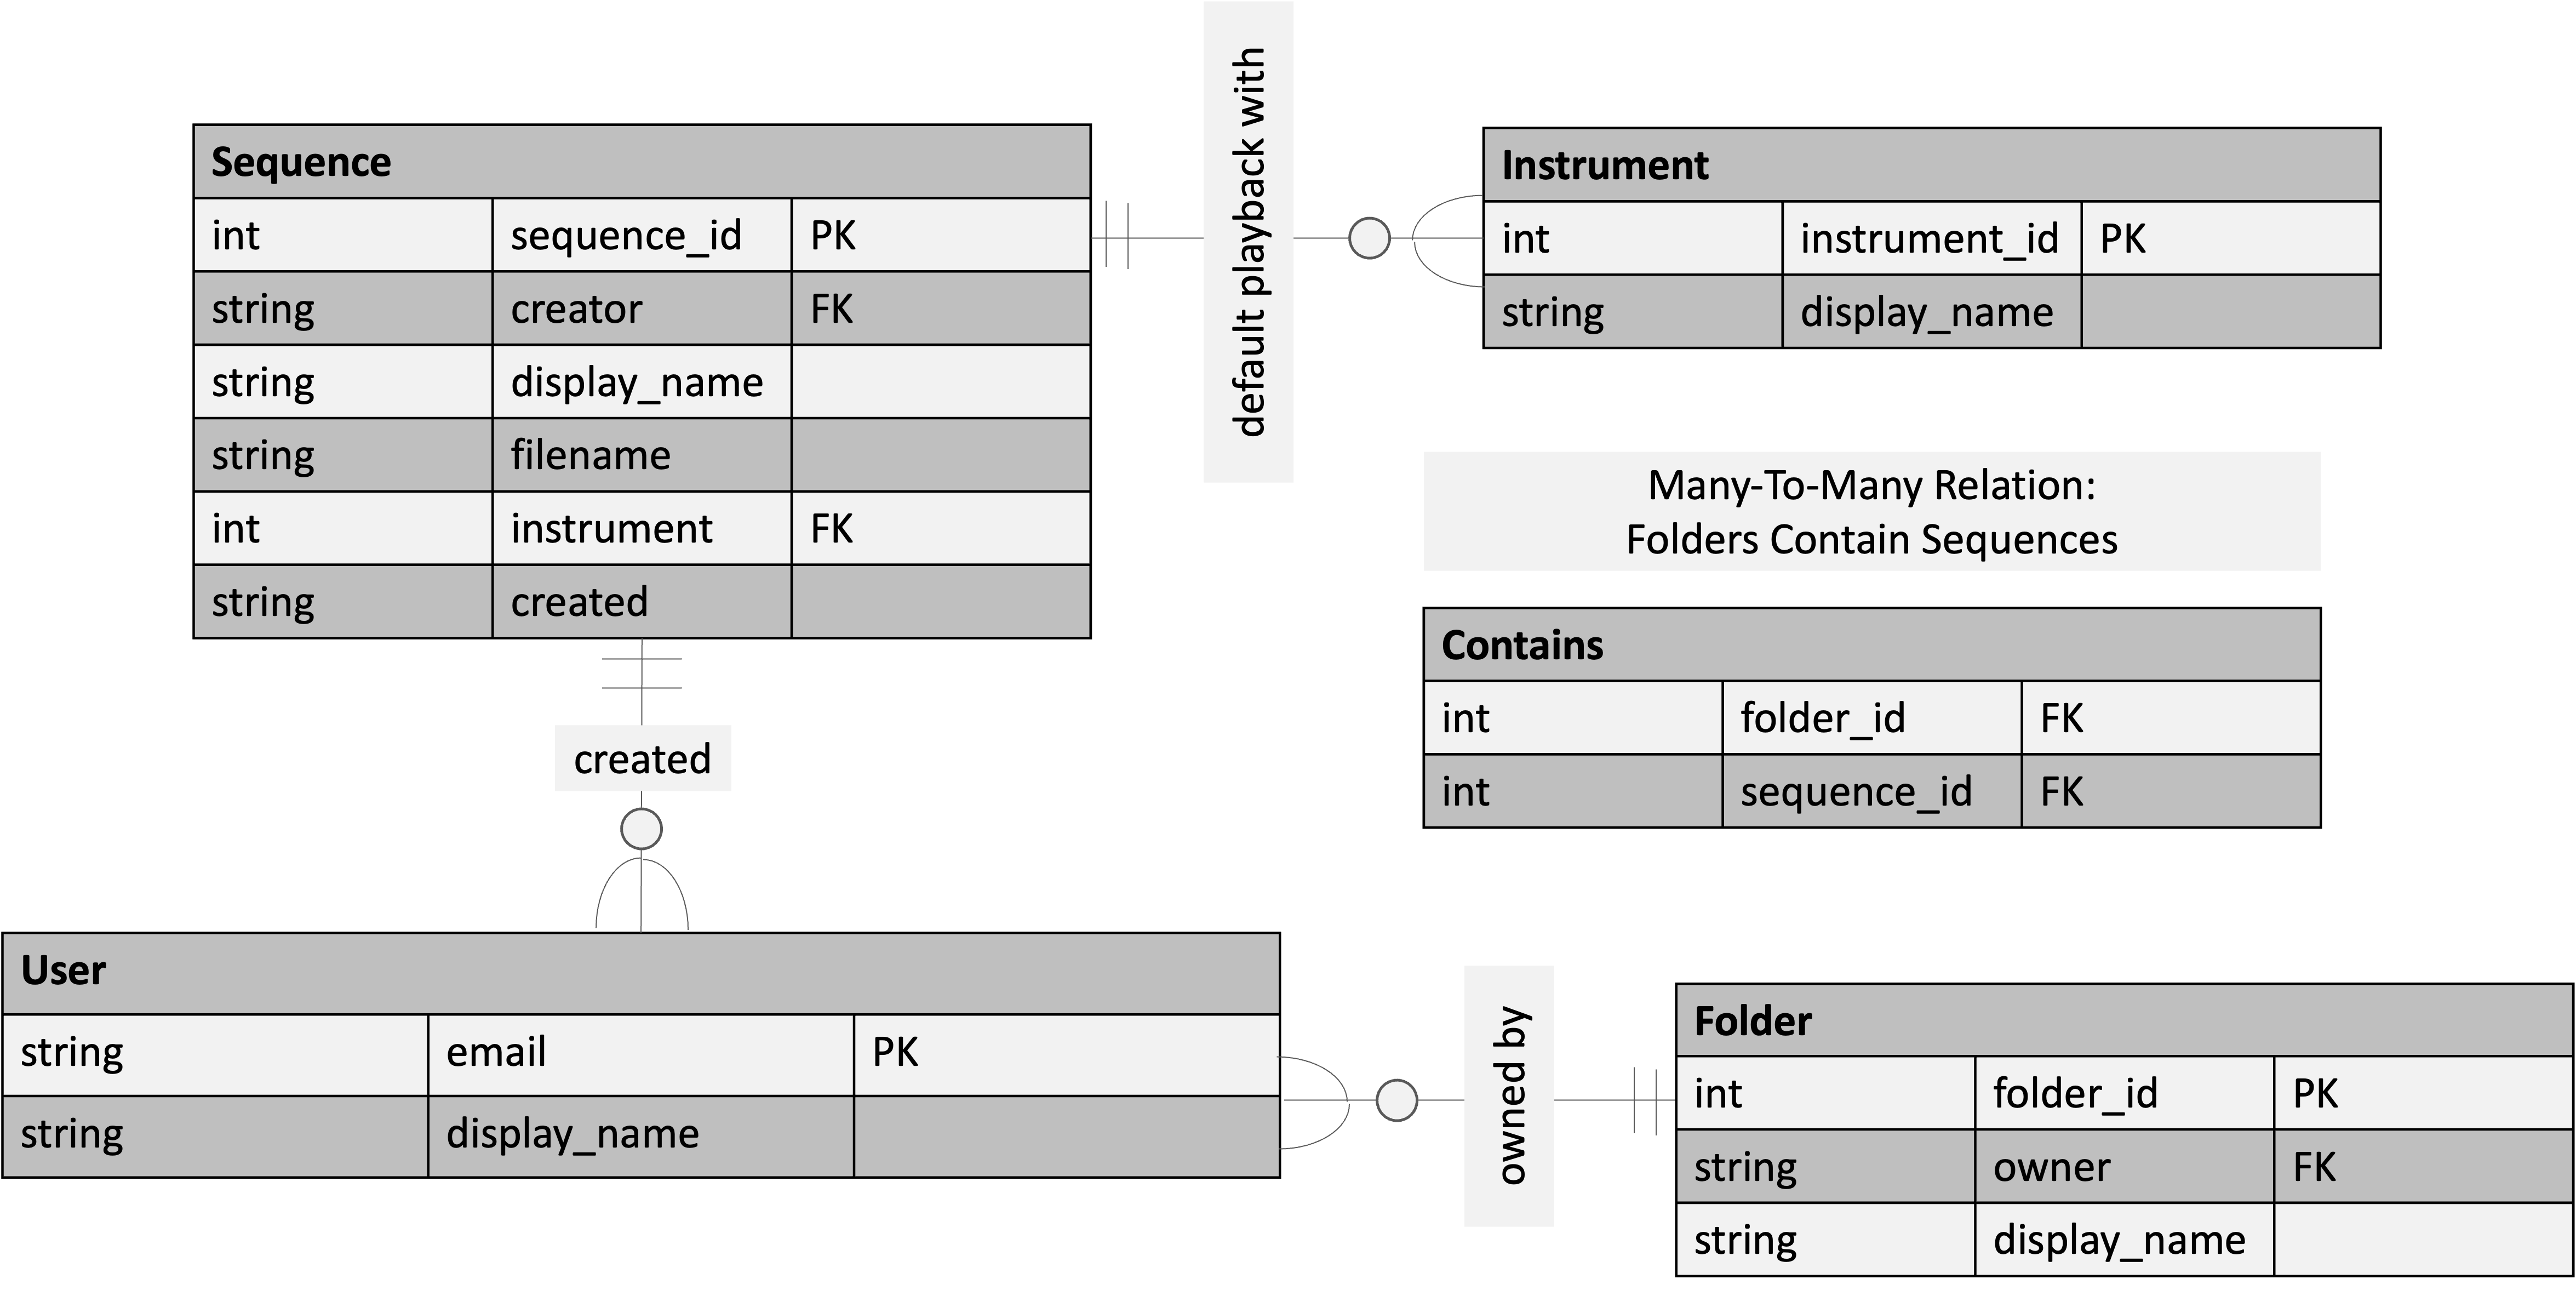 default playback with
Sequence
int sequence_id PK
string creator FK
string display_name
string filename
int instrument FK
string created
Instrument
int instrument_id PK
string display_name
Many-To-Many Relation:
Folders Contain Sequences
Contains
int folder_id FK
int sequence_id FK
created
User
string email PK
string display_name
owned by
Folder
int folder_id PK
string owner FK
string display_name